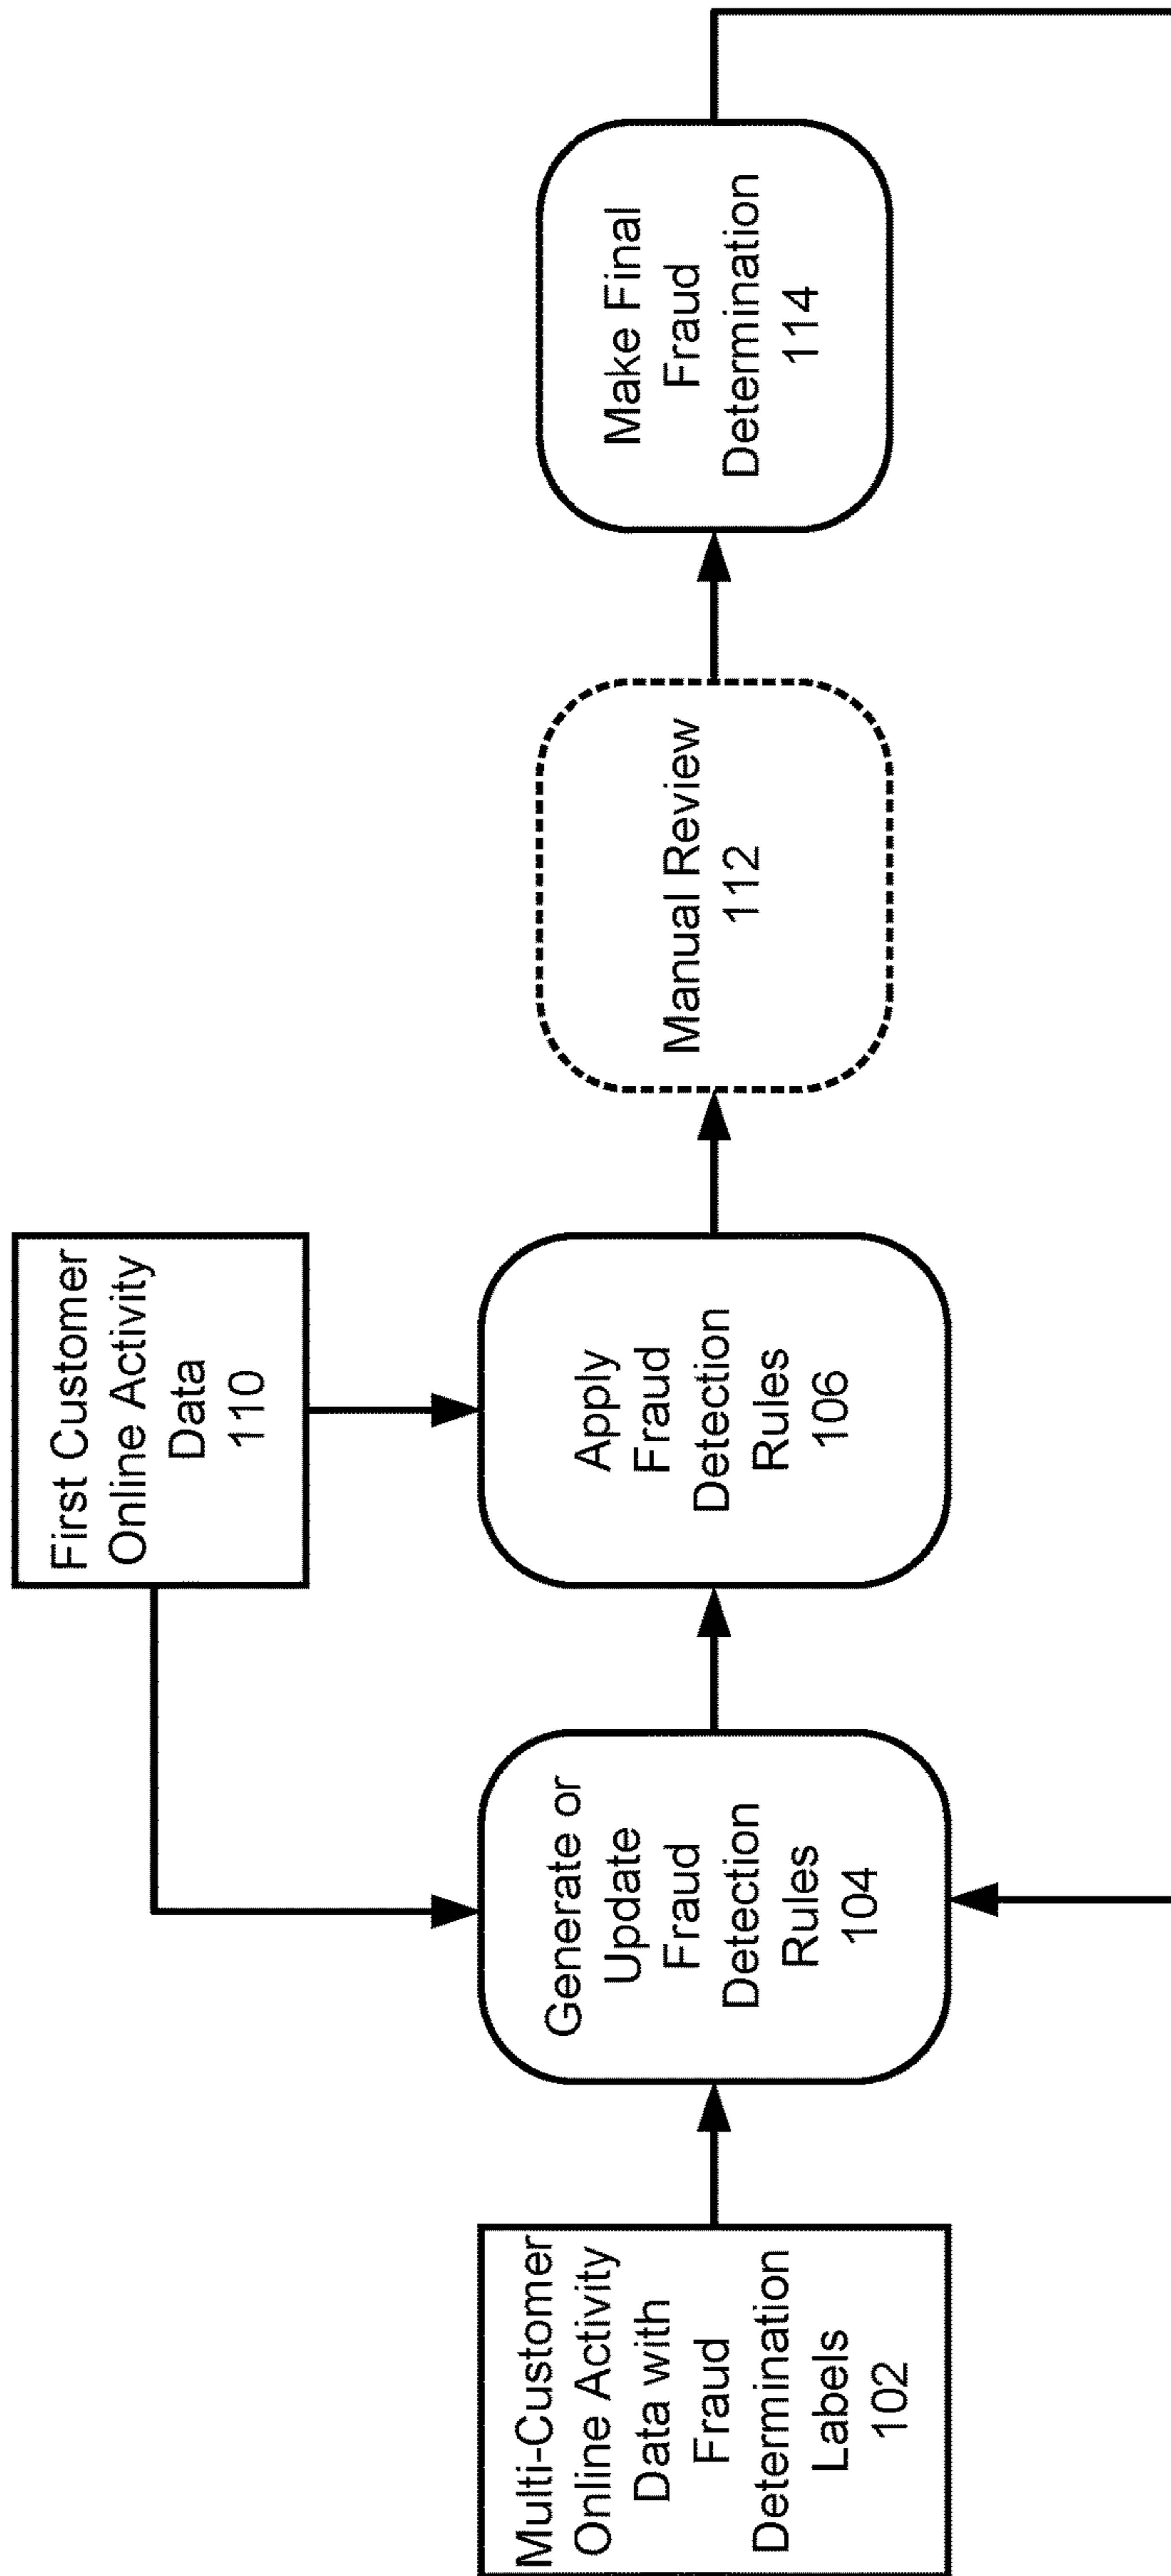 First Customer
Online Activity
Data
110
Multi-Customer
Online Activity
Data with
Fraud
Determination
Labels
102
Generate or
Update
Fraud
Detection
Rules
104
Apply
Fraud
Detection
Rules
106
Manual Review
112
Make Final
Fraud
Determination
114